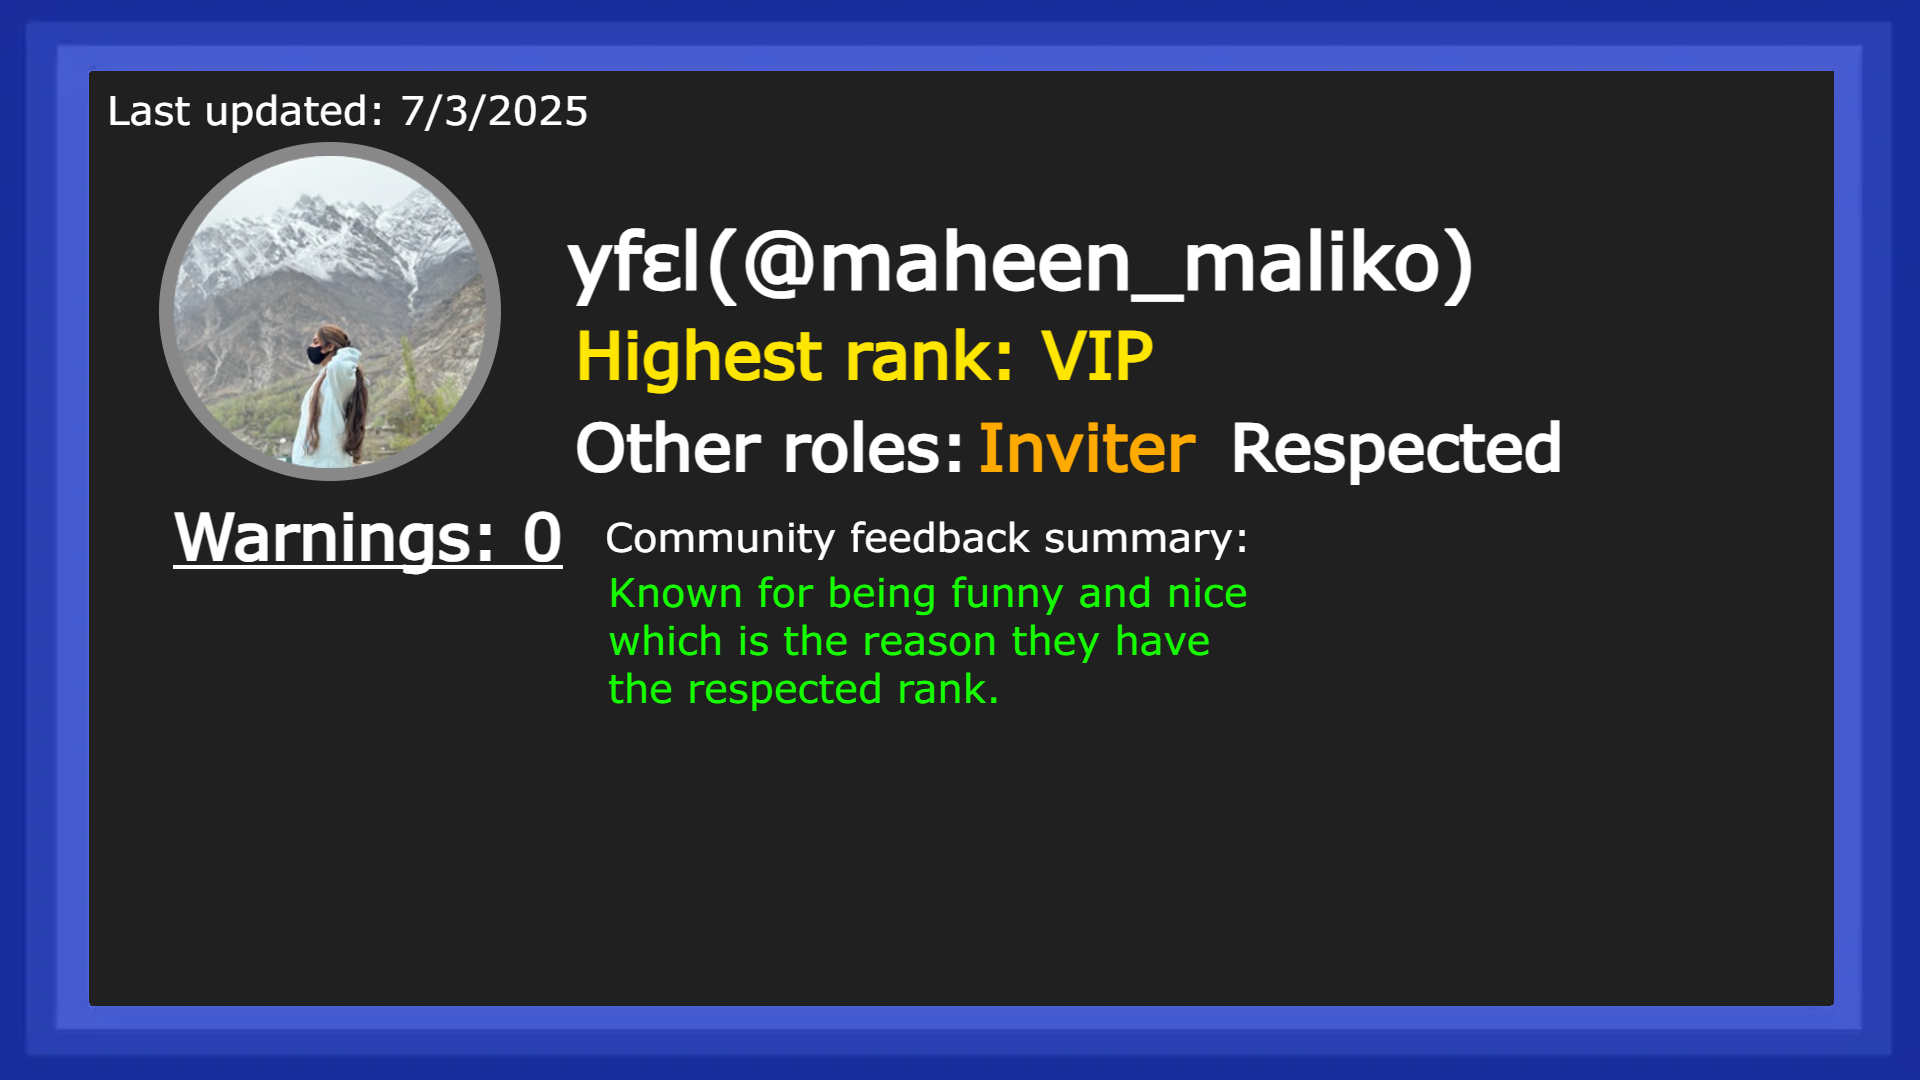 Last updated: 7/3/2025
yfεl(@maheen_maliko)
Highest rank: VIP
Other roles: Inviter Respected
Warnings: 0
Community feedback summary:
Known for being funny and nice
which is the reason they have
the respected rank.